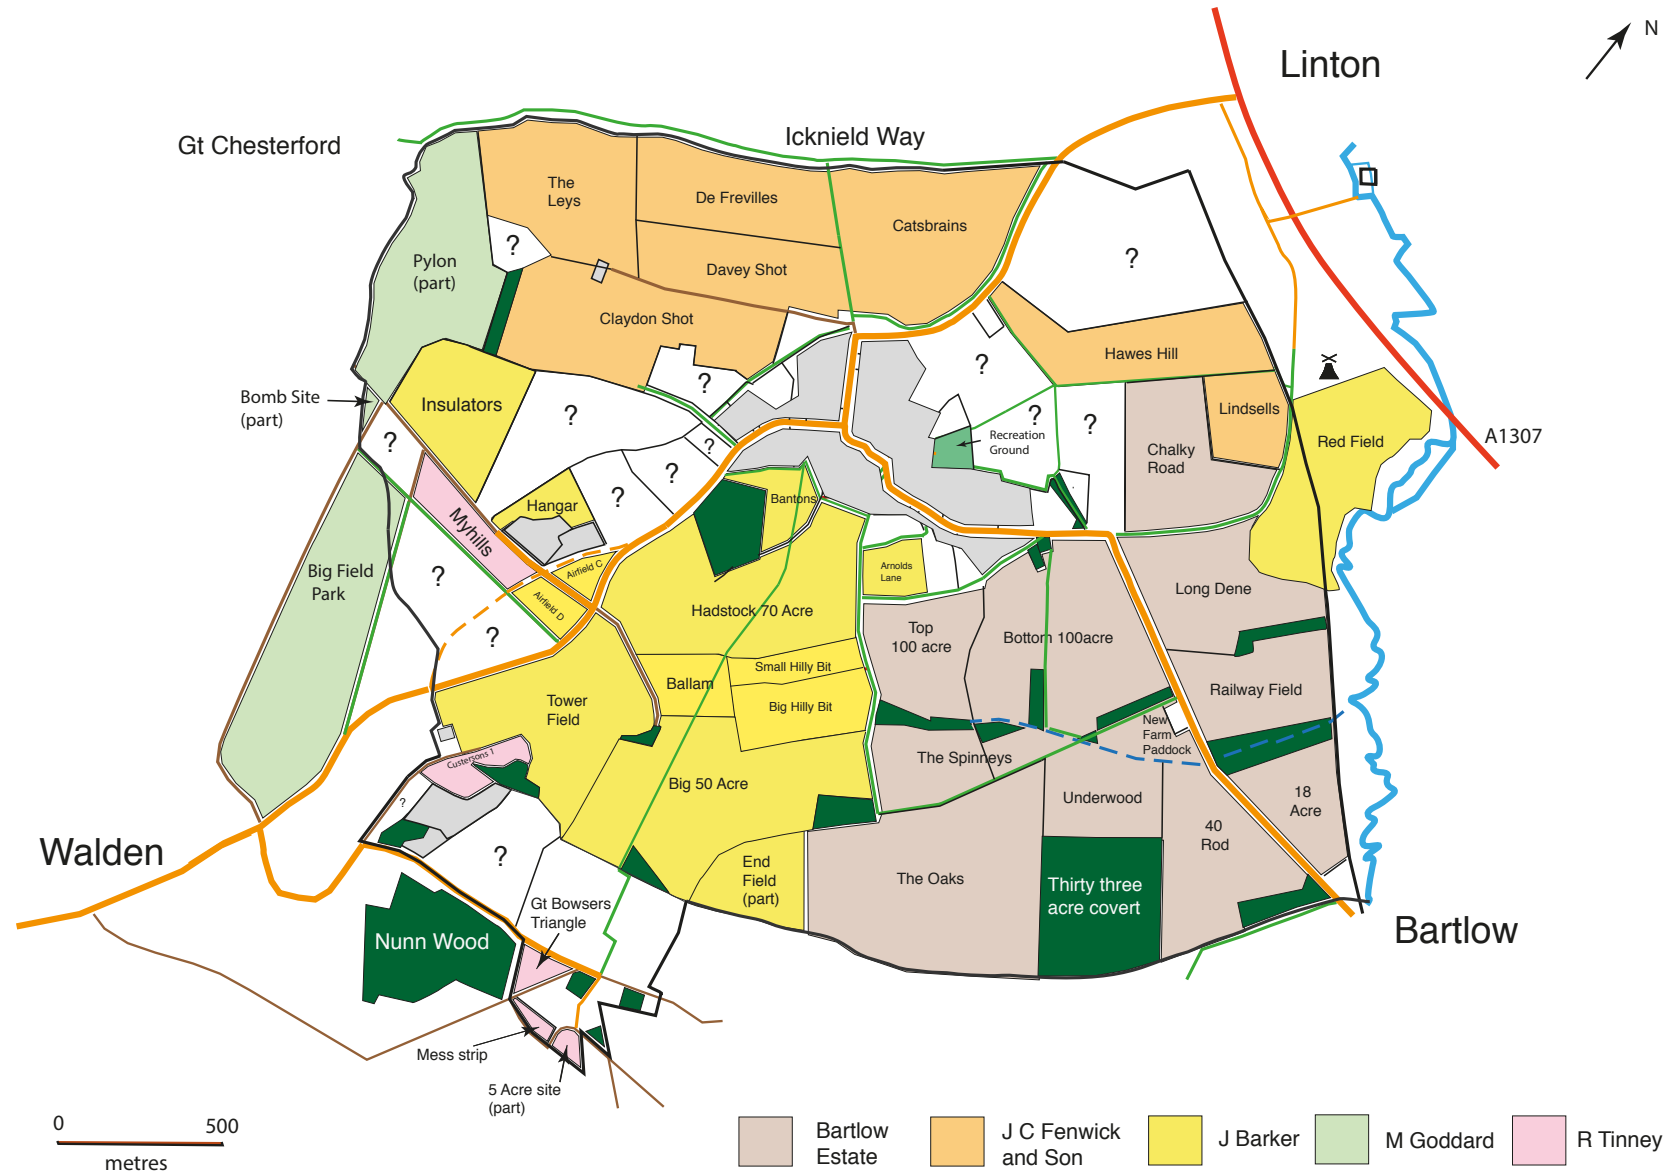 N
Linton
Gt Chesterford
Icknield Way
The
Leys
De Frevilles
Catsbrains
?
?
Pylon
(part)
Davey Shot
Claydon Shot
Hawes Hill
?
?
Bomb Site
(part)
Insulators
?
?
?
Lindsells
Red Field
A1307
?
?
Recreation
Ground
Chalky
Road
?
?
Hangar
Bantons
Myhills
Big Field
Park
?
Airfield C
Arnolds
Lane
Airfield D
Long Dene
Hadstock 70 Acre
?
Top
100 acre
Bottom 100acre
Small Hilly Bit
Ballam
Railway Field
Tower
Field
Big Hilly Bit
New
Farm
Paddock
Custersons 1
The Spinneys
Big 50 Acre
Underwood
18
Acre
?
40
Rod
Walden
?
End
Field
(part)
The Oaks
Thirty three
acre covert
Gt Bowsers
Triangle
Nunn Wood
Bartlow
Mess strip
5 Acre site
(part)
0
500
metres
Bartlow
Estate
J C Fenwick
and Son
J Barker
M Goddard
R Tinney